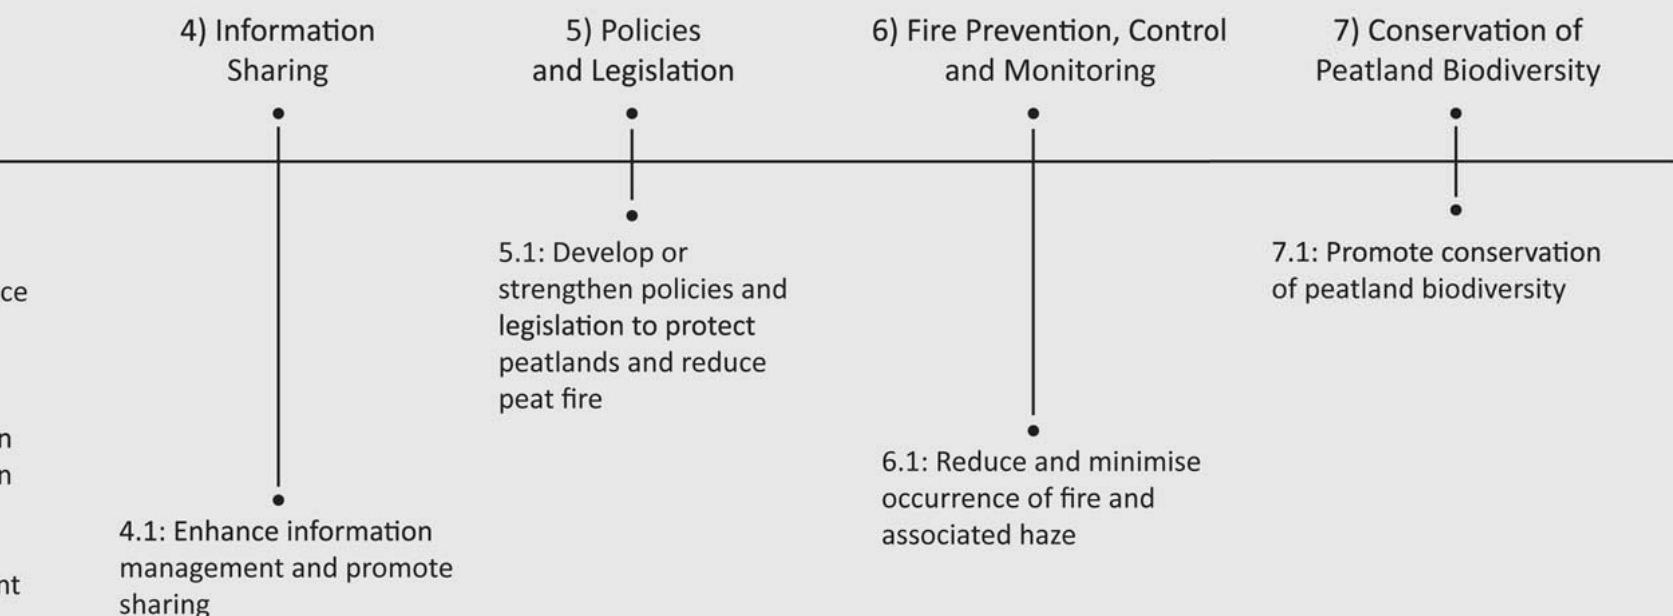 4) Information
Sharing
5) Policies
and Legislation
6) Fire Prevention, Control
and Monitoring
7) Conservation of
Peatland Biodiversity
ce
n
n
nt
4.1: Enhance information
management and promote
sharing
5.1: Develop or
strengthen policies and
legislation to protect
peatlands and reduce
peat fire
6.1: Reduce and minimise
occurrence of fire and
associated haze
7.1: Promote conservation
of peatland biodiversity